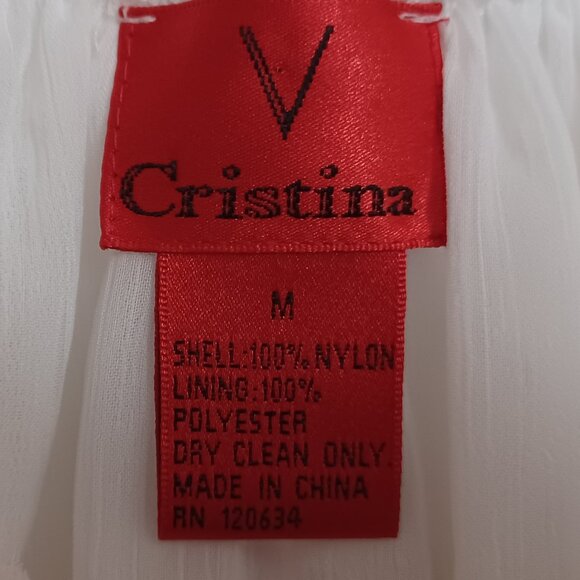 V
Cristina
M
SHELL:100% NYLON
LINING:100%
POLYESTER
DRY CLEAN ONLY.
MADE IN CHINA
RN 120634